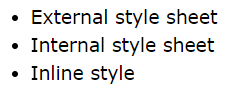 • External style sheet
• Internal style sheet
• Inline style